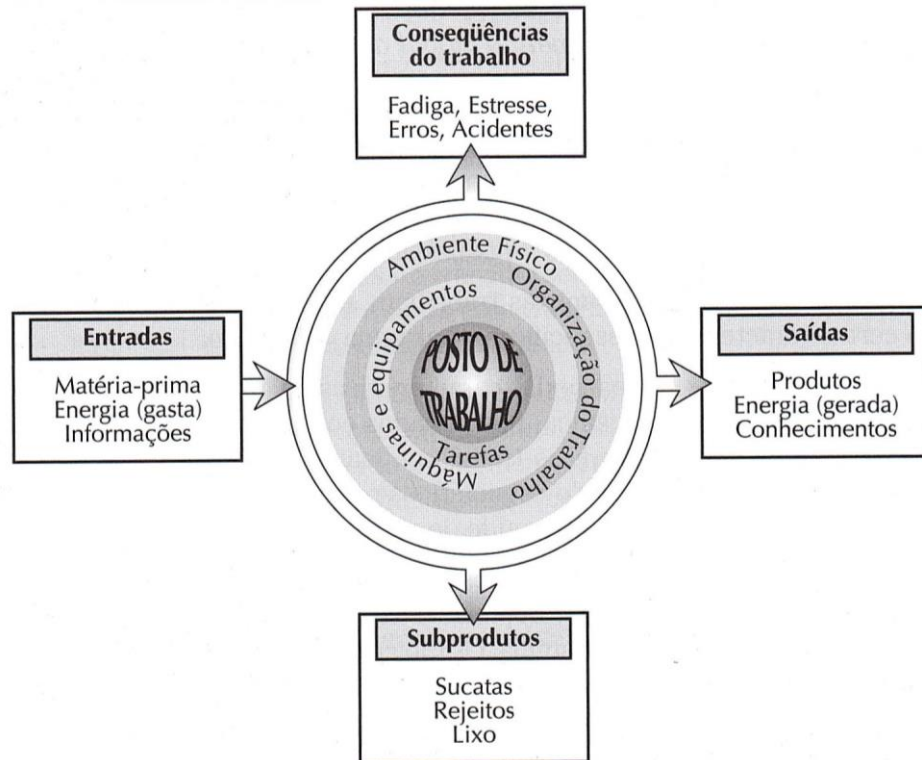 Conseqüências
do trabalho
Fadiga, Estresse,
Erros, Acidentes
Entradas
Matéria-prima
Energia (gasta)
Informações
Ambiente Físico
Organização do Trabalho
Máquinas e equipamentos
POSTO DE
TRABALHO
Tarefas
Saídas
Produtos
Energia (gerada)
Conhecimentos
Subprodutos
Sucatas
Rejeitos
Lixo